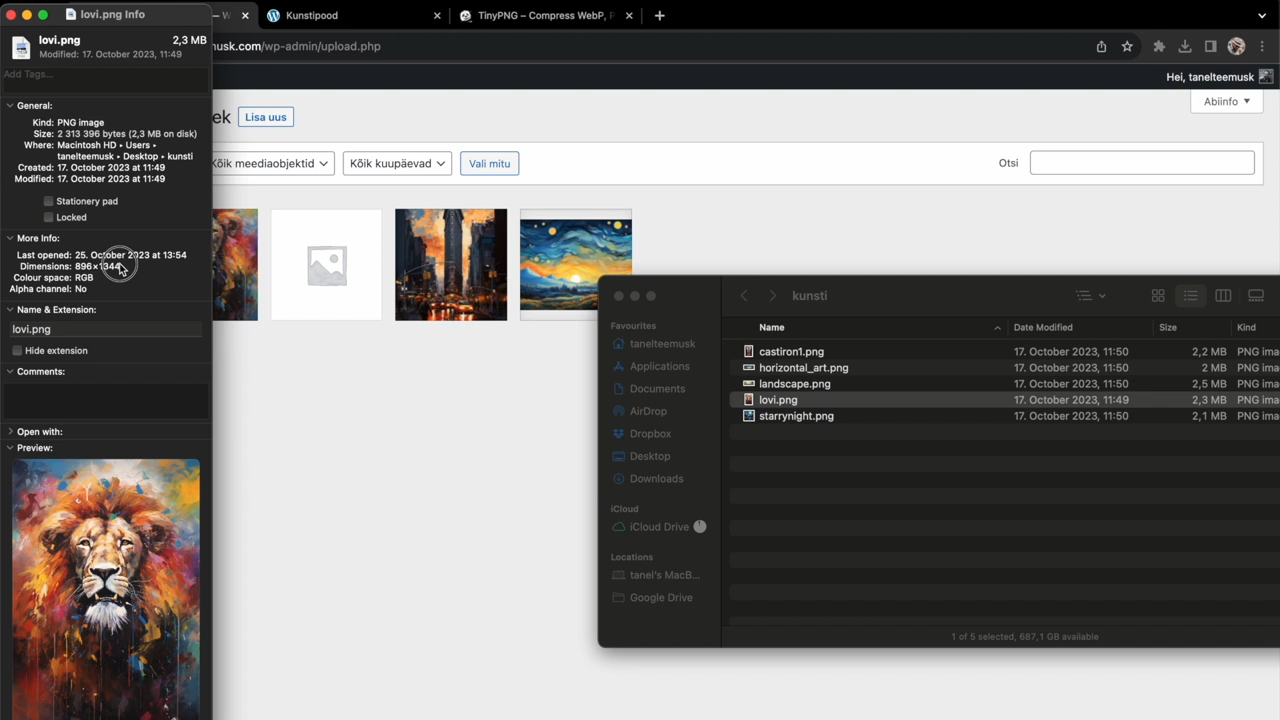 lovi.png Info
lovi.png 2,3 MB
Modified: 17. October 2023, 11:49
Add Tags...
General:
Kind: PNG image
Size: 2 313 396 bytes (2,3 MB on disk)
Where: Macintosh HD ▸ Users ▸
tanelteemusk ▸ Desktop ▸ kunsti
Created: 17. October 2023 at 11:49
Modified: 17. October 2023 at 11:49
Stationery pad
Locked
More Info:
Last opened: 25. October 2023 at 13:54
Dimensions: 896×1344
Colour space: RGB
Alpha channel: No
Name & Extension:
lovi.png
Hide extension
Comments:
Open with:
Preview:
Kunstipood
TinyPNG – Compress WebP,
usk.com/wp-admin/upload.php
Hei, tanelteemusk
Abiinfo
Lisa uus
Kõik meediaobjektid
Kõik kuupäevad
Vali mitu
Otsi
kunsti
Favourites
tanelteemusk
Applications
Documents
AirDrop
Dropbox
Desktop
Downloads
iCloud
iCloud Drive
Locations
tanel's MacB...
Google Drive
Name Date Modified Size Kind
castiron1.png 17. October 2023, 11:50 2,2 MB PNG ima
horizontal_art.png 17. October 2023, 11:50 2 MB PNG ima
landscape.png 17. October 2023, 11:50 2,5 MB PNG ima
lovi.png 17. October 2023, 11:49 2,3 MB PNG ima
starrynight.png 17. October 2023, 11:50 2,1 MB PNG ima
1 of 5 selected, 687,1 GB available